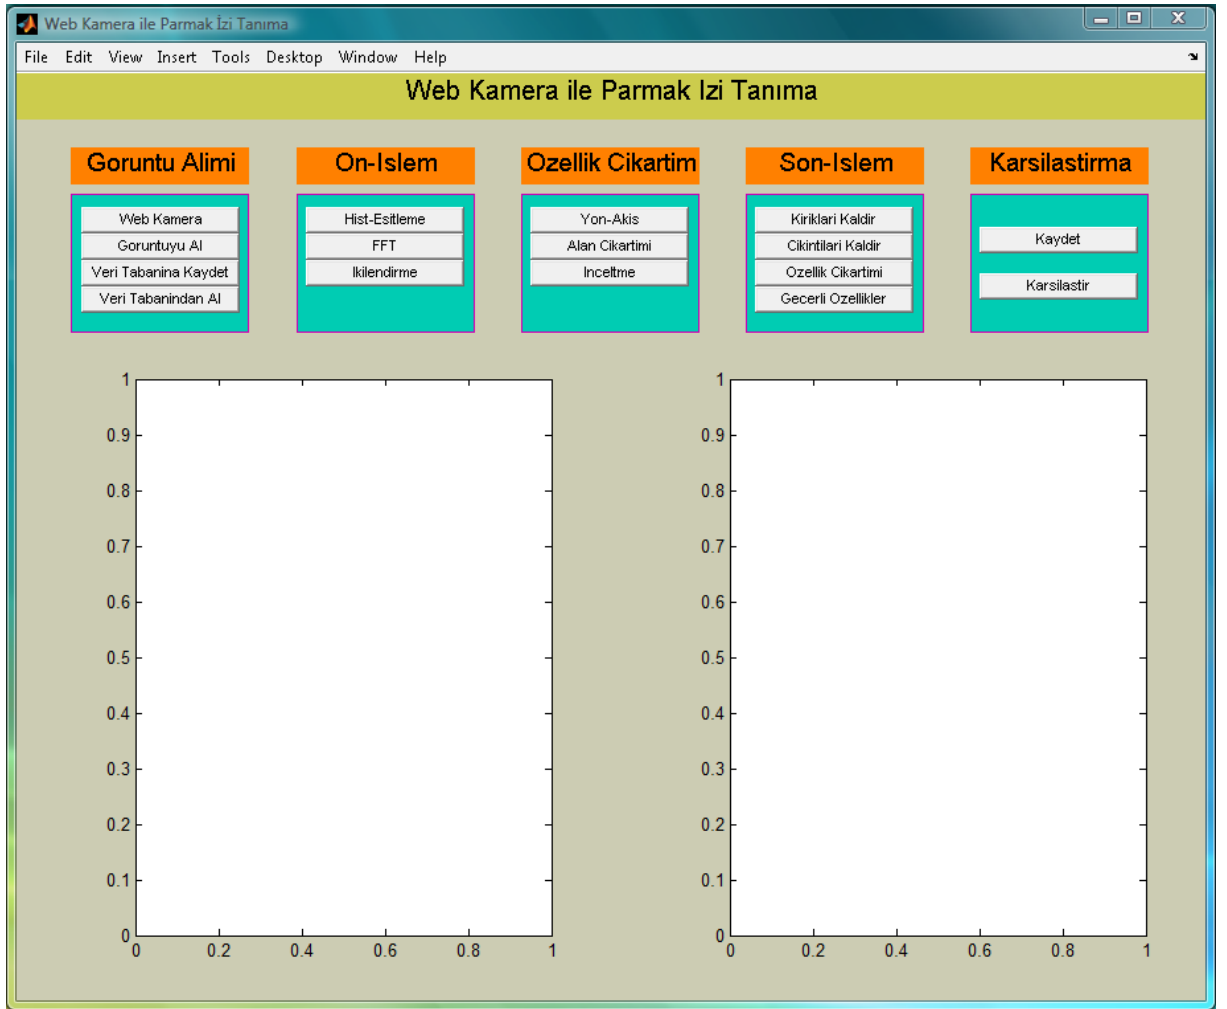 Web Kamera ile Parmak İzi Tanıma
File Edit View Insert Tools Desktop Window Help
Web Kamera ile Parmak Izi Tanıma
Goruntu Alimi
Web Kamera
Goruntuyu Al
Veri Tabanina Kaydet
Veri Tabanindan Al
On-Islem
Hist-Esitleme
FFT
Ikilendirme
Ozellik Cikartim
Yon-Akis
Alan Cikartimi
Inceltme
Son-Islem
Kiriklari Kaldir
Cikintilari Kaldir
Ozellik Cikartimi
Gecerli Ozellikler
Karsilastirma
Kaydet
Karsilastir
1
0.9
0.8
0.7
0.6
0.5
0.4
0.3
0.2
0.1
0
0 0.2 0.4 0.6 0.8 1
1
0.9
0.8
0.7
0.6
0.5
0.4
0.3
0.2
0.1
0
0 0.2 0.4 0.6 0.8 1